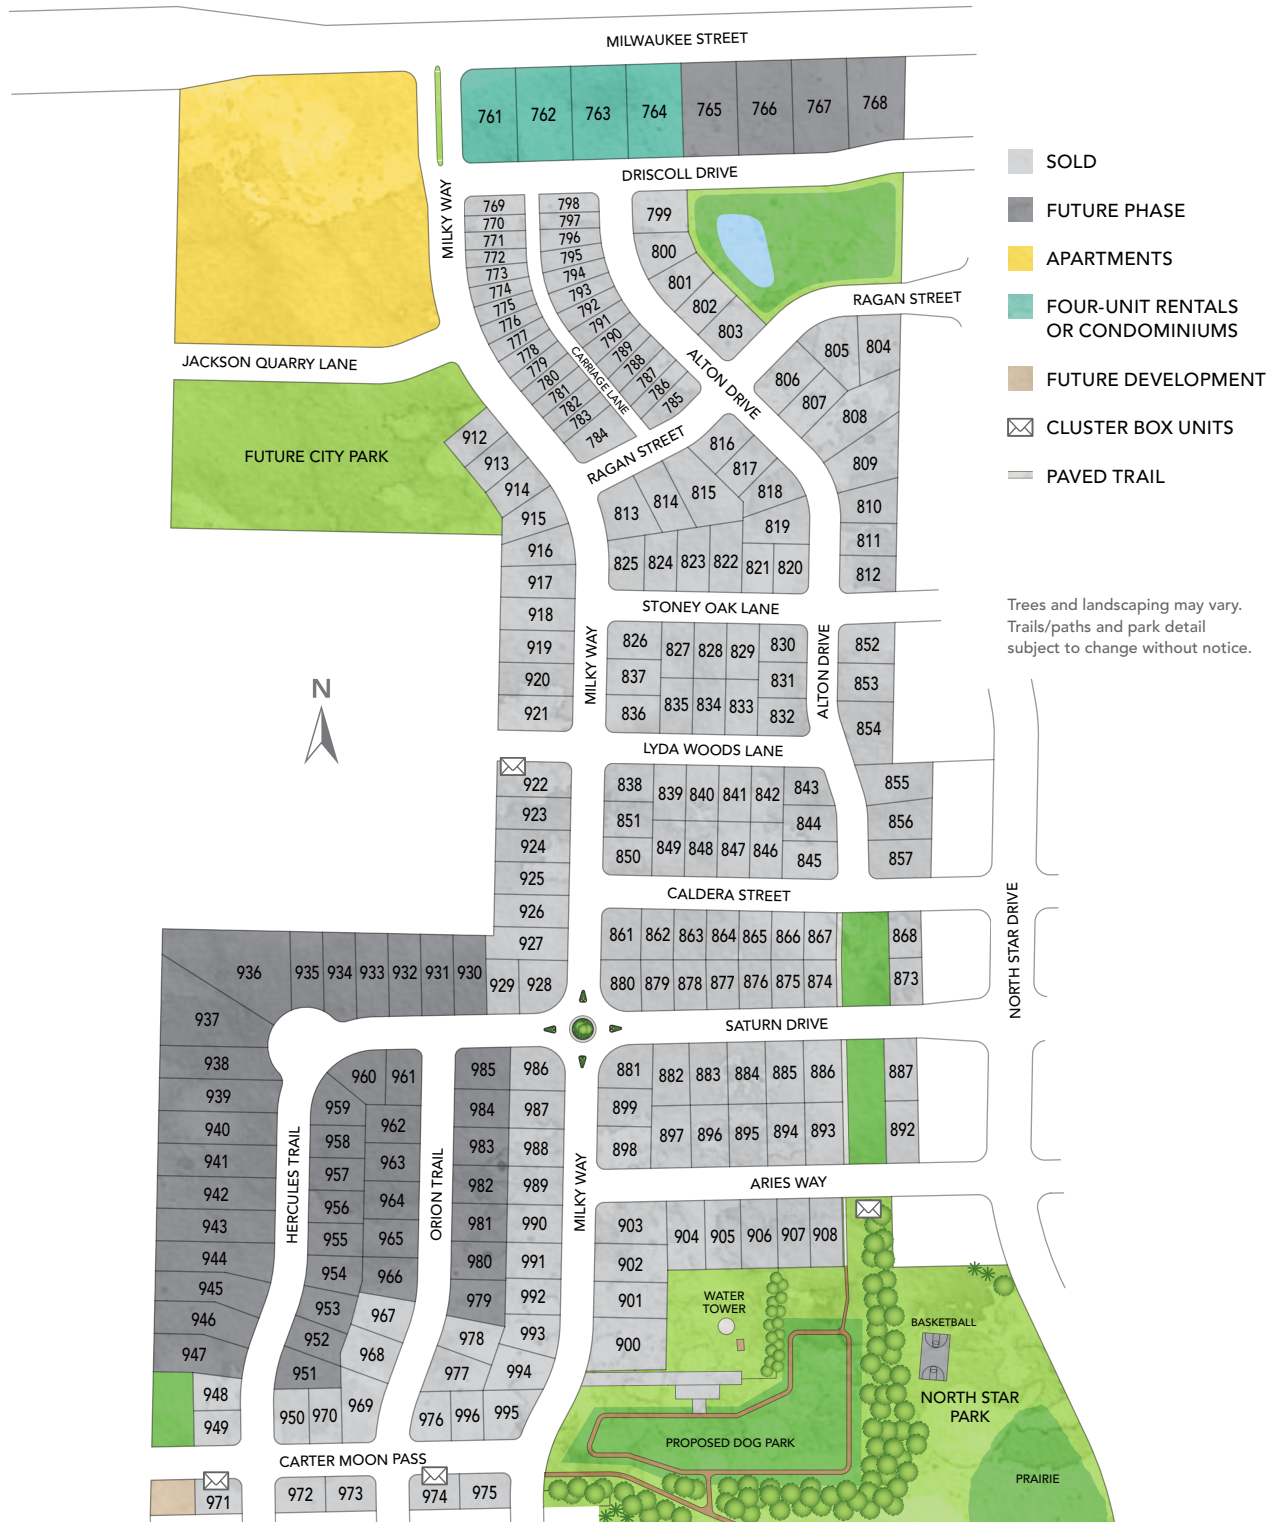 MILWAUKEE STREET
761 762 763 764 765 766 767 768
DRISCOLL DRIVE
MILKY WAY
769
770
771
772
773
774
775
776
777
778
779
780
781
782
783
784
798
797
796
795
794
793
792
791
790
789
788
787
786
785
CARRIAGE LANE
799
800
801
802
803
RAGAN STREET
ALTON DRIVE
804
805
806
807
808
809
810
811
812
JACKSON QUARRY LANE
FUTURE CITY PARK
RAGAN STREET
912
913
914
915
916
917
918
919
920
921
813 814 815
816
817
818
819
825 824 823 822 821 820
STONEY OAK LANE
MILKY WAY
ALTON DRIVE
826 827 828 829 830
837 831
836 835 834 833 832
852
853
854
LYDA WOODS LANE
838 839 840 841 842 843
851 844
850 849 848 847 846 845
855
856
857
922
923
924
925
926
927
929 928
CALDERA STREET
861 862 863 864 865 866 867 868
880 879 878 877 876 875 874 873
NORTH STAR DRIVE
SATURN DRIVE
936 935 934 933 932 931 930
937
938
939
940
941
942
943
944
945
946
947
948
949
HERCULES TRAIL
960 961
959
958
957
956
955
954
953
952
951
950 970
962
963
964
965
966
967
968
969
ORION TRAIL
985
984
983
982
981
980
979
978
977
976 996 995
986
987
988
989
990
991
992
993
994
MILKY WAY
881 882 883 884 885 886 887
899
898 897 896 895 894 893 892
ARIES WAY
903 904 905 906 907 908
902
901
900
WATER
TOWER
BASKETBALL
NORTH STAR
PARK
PROPOSED DOG PARK
PRAIRIE
CARTER MOON PASS
971 972 973 974 975
N
SOLD
FUTURE PHASE
APARTMENTS
FOUR-UNIT RENTALS
OR CONDOMINIUMS
FUTURE DEVELOPMENT
CLUSTER BOX UNITS
PAVED TRAIL
Trees and landscaping may vary.
Trails/paths and park detail
subject to change without notice.